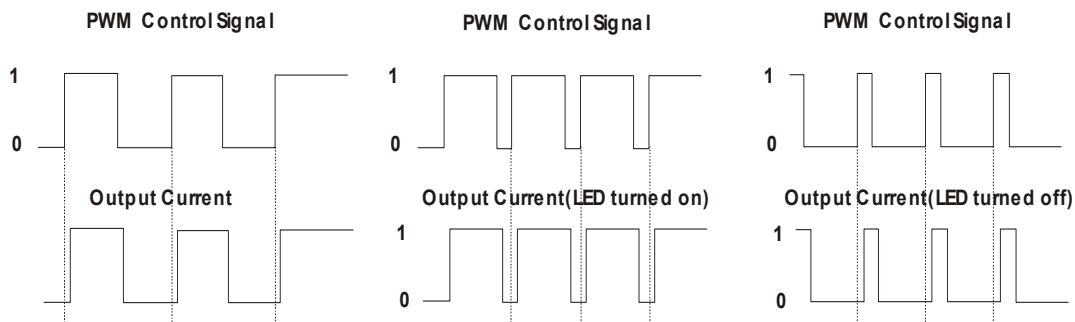 PWM Control Signal
PWM Control Signal
PWM Control Signal
1
1
1
0
0
0
Output Current
Output Current(LED turned on)
Output Current(LED turned off)
1
1
0
0